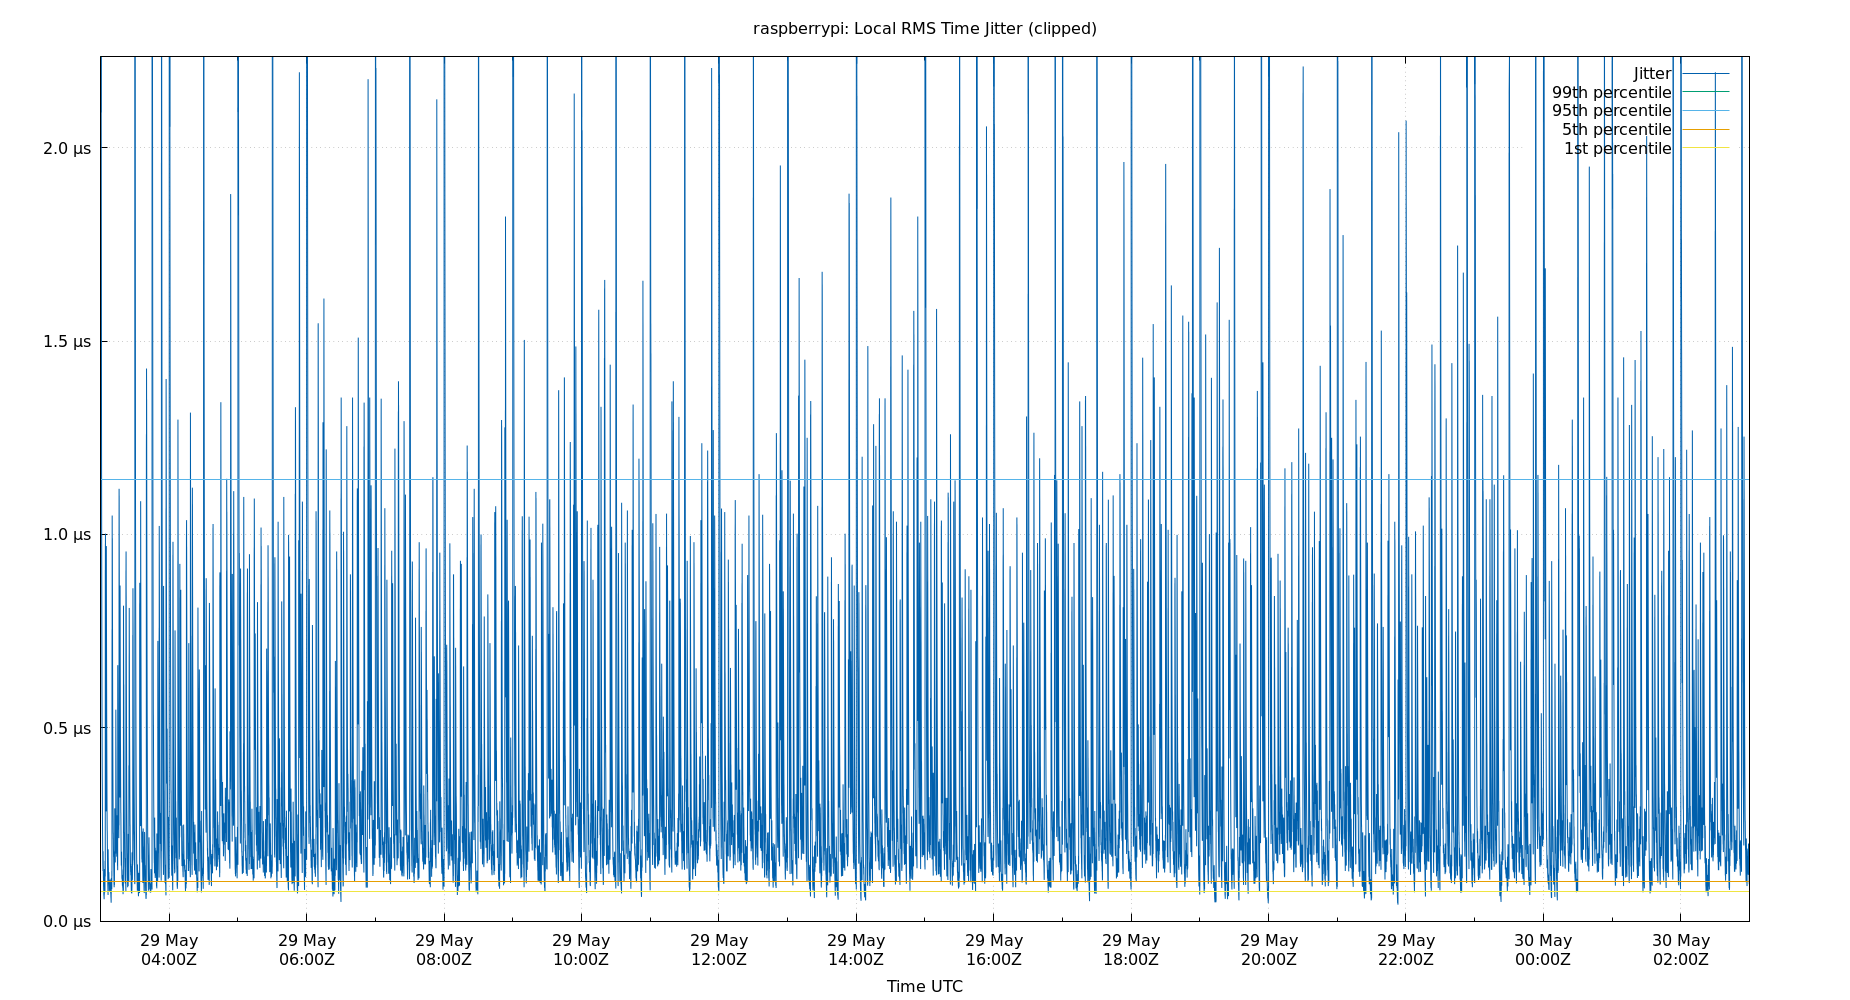 raspberrypi: Local RMS Time Jitter (clipped)
Jitter
99th percentile
95th percentile
5th percentile
1st percentile
2.0 µs
1.5 µs
1.0 µs
0.5 µs
0.0 µs
29 May 29 May 29 May 29 May 29 May 29 May 29 May 29 May 29 May 29 May 30 May 30 May
04:00Z 06:00Z 08:00Z 10:00Z 12:00Z 14:00Z 16:00Z 18:00Z 20:00Z 22:00Z 00:00Z 02:00Z
Time UTC